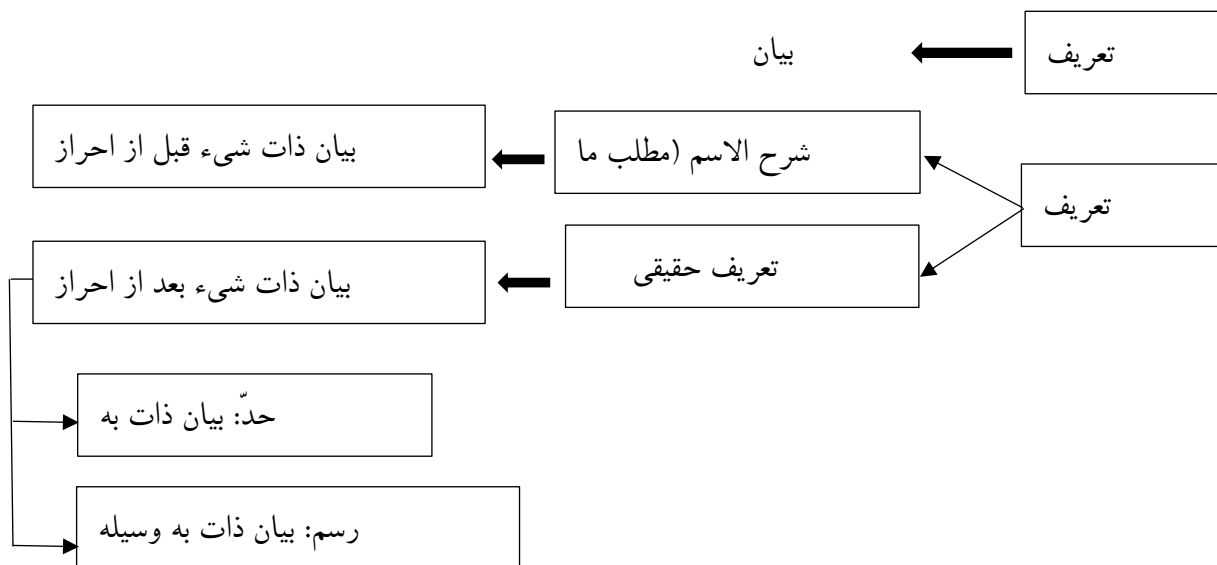 تعریف
بیان
شرح الاسم (مطلب ما
بیان ذات شیء قبل از احراز
تعریف
تعریف حقیقی
بیان ذات شیء بعد از احراز
حدّ: بیان ذات به
رسم: بیان ذات به وسیله